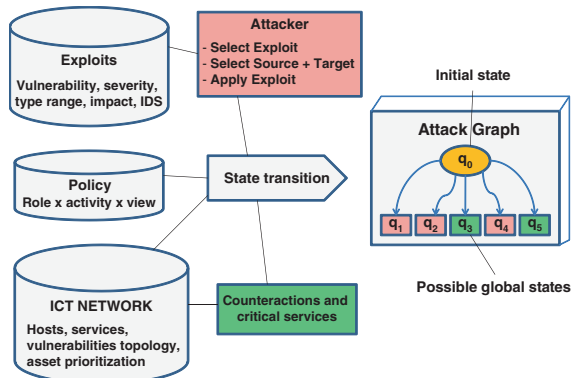 Exploits
Vulnerability, severity,
type range, impact, IDS
Attacker
- Select Exploit
- Select Source + Target
- Apply Exploit
Policy
Role x activity x view
State transition
ICT NETWORK
Hosts, services,
vulnerabilities topology,
asset prioritization
Counteractions and
critical services
Initial state
Attack Graph
q0
q1 q2 q3 q4 q5
Possible global states